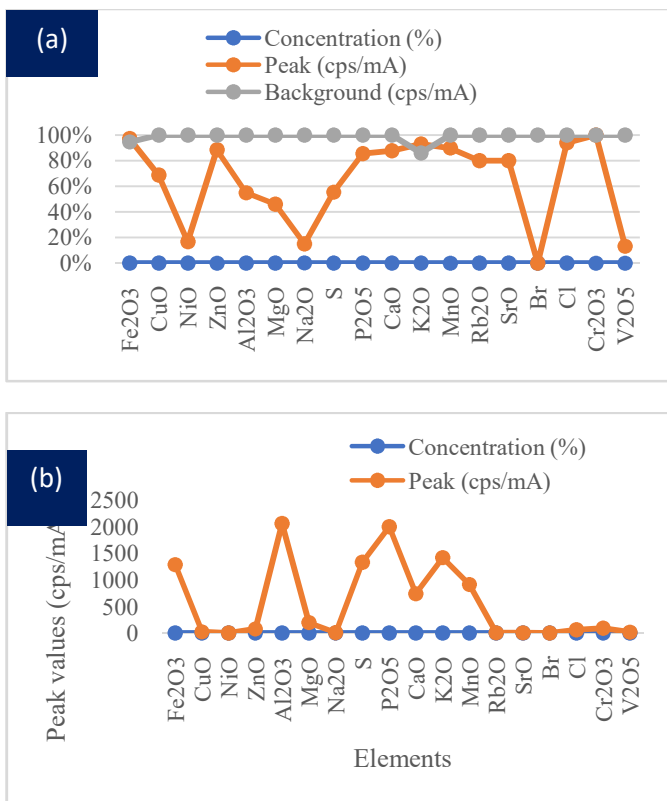 (a)
Concentration (%)
Peak (cps/mA)
Background (cps/mA)
100%
80%
60%
40%
20%
0%
Fe2O3
CuO
NiO
ZnO
Al2O3
MgO
Na2O
S
P2O5
CaO
K2O
MnO
Rb2O
SrO
Br
Cl
Cr2O3
V2O5
(b)
Concentration (%)
Peak (cps/mA)
Peak values (cps/mA
2500
2000
1500
1000
500
0
Fe2O3
CuO
NiO
ZnO
Al2O3
MgO
Na2O
S
P2O5
CaO
K2O
MnO
Rb2O
SrO
Br
Cl
Cr2O3
V2O5
Elements